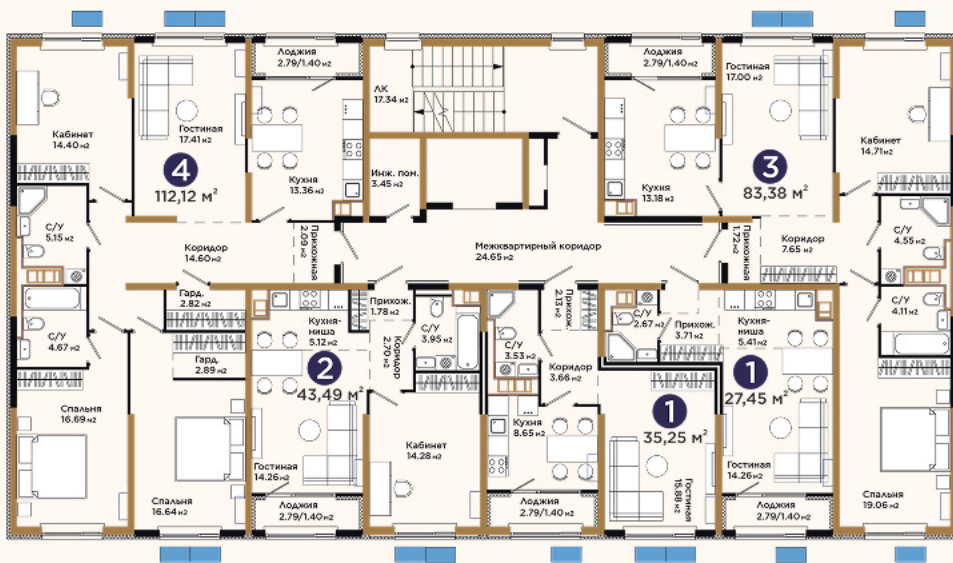 Кабинет
14.40 м2
Гостиная
17.41 м2
4
112,12 м²
Лоджия
2.79/1.40 м2
Кухня
13.36 м2
ЛК
17.34 м2
Инж. пом.
3.45 м2
Лоджия
2.79/1.40 м2
Кухня
13.18 м2
Гостиная
17.00 м2
3
83,38 м²
Кабинет
14.71 м2
С/У
5.15 м2
Коридор
14.60 м2
Прихожная
2.09 м2
Межквартирный коридор
24.65 м2
Прихожная
1.72 м2
Коридор
7.65 м2
С/У
4.55 м2
С/У
4.67 м2
Гард.
2.82 м2
Гард.
2.89 м2
Кухня-
ниша
5.12 м2
2
43,49 м²
Прихож.
1.78 м2
Коридор
2.70 м2
С/У
3.95 м2
С/У
3.53 м2
Прихож.
2.13 м2
Коридор
3.66 м2
С/У
2.67 м2
Прихож.
3.71 м2
Кухня-
ниша
5.41 м2
1
27,45 м²
С/У
4.11 м2
Спальня
16.69 м2
Спальня
16.64 м2
Гостиная
14.26 м2
Лоджия
2.79/1.40 м2
Кабинет
14.28 м2
Кухня
8.65 м2
Лоджия
2.79/1.40 м2
1
35,25 м²
Гостиная
15.88 м2
Гостиная
14.26 м2
Лоджия
2.79/1.40 м2
Спальня
19.06 м2